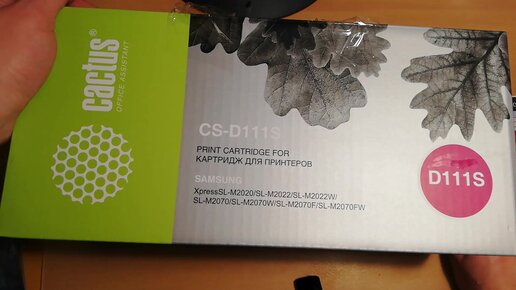 cactus®
OFFICE ASSISTANT
CS-D111S
PRINT CARTRIDGE FOR
КАРТРИДЖ ДЛЯ ПРИНТЕРОВ
SAMSUNG
XpressSL-M2020/SL-M2022/SL-M2022W/
SL-M2070/SL-M2070W/SL-M2070F/SL-M2070FW
D111S